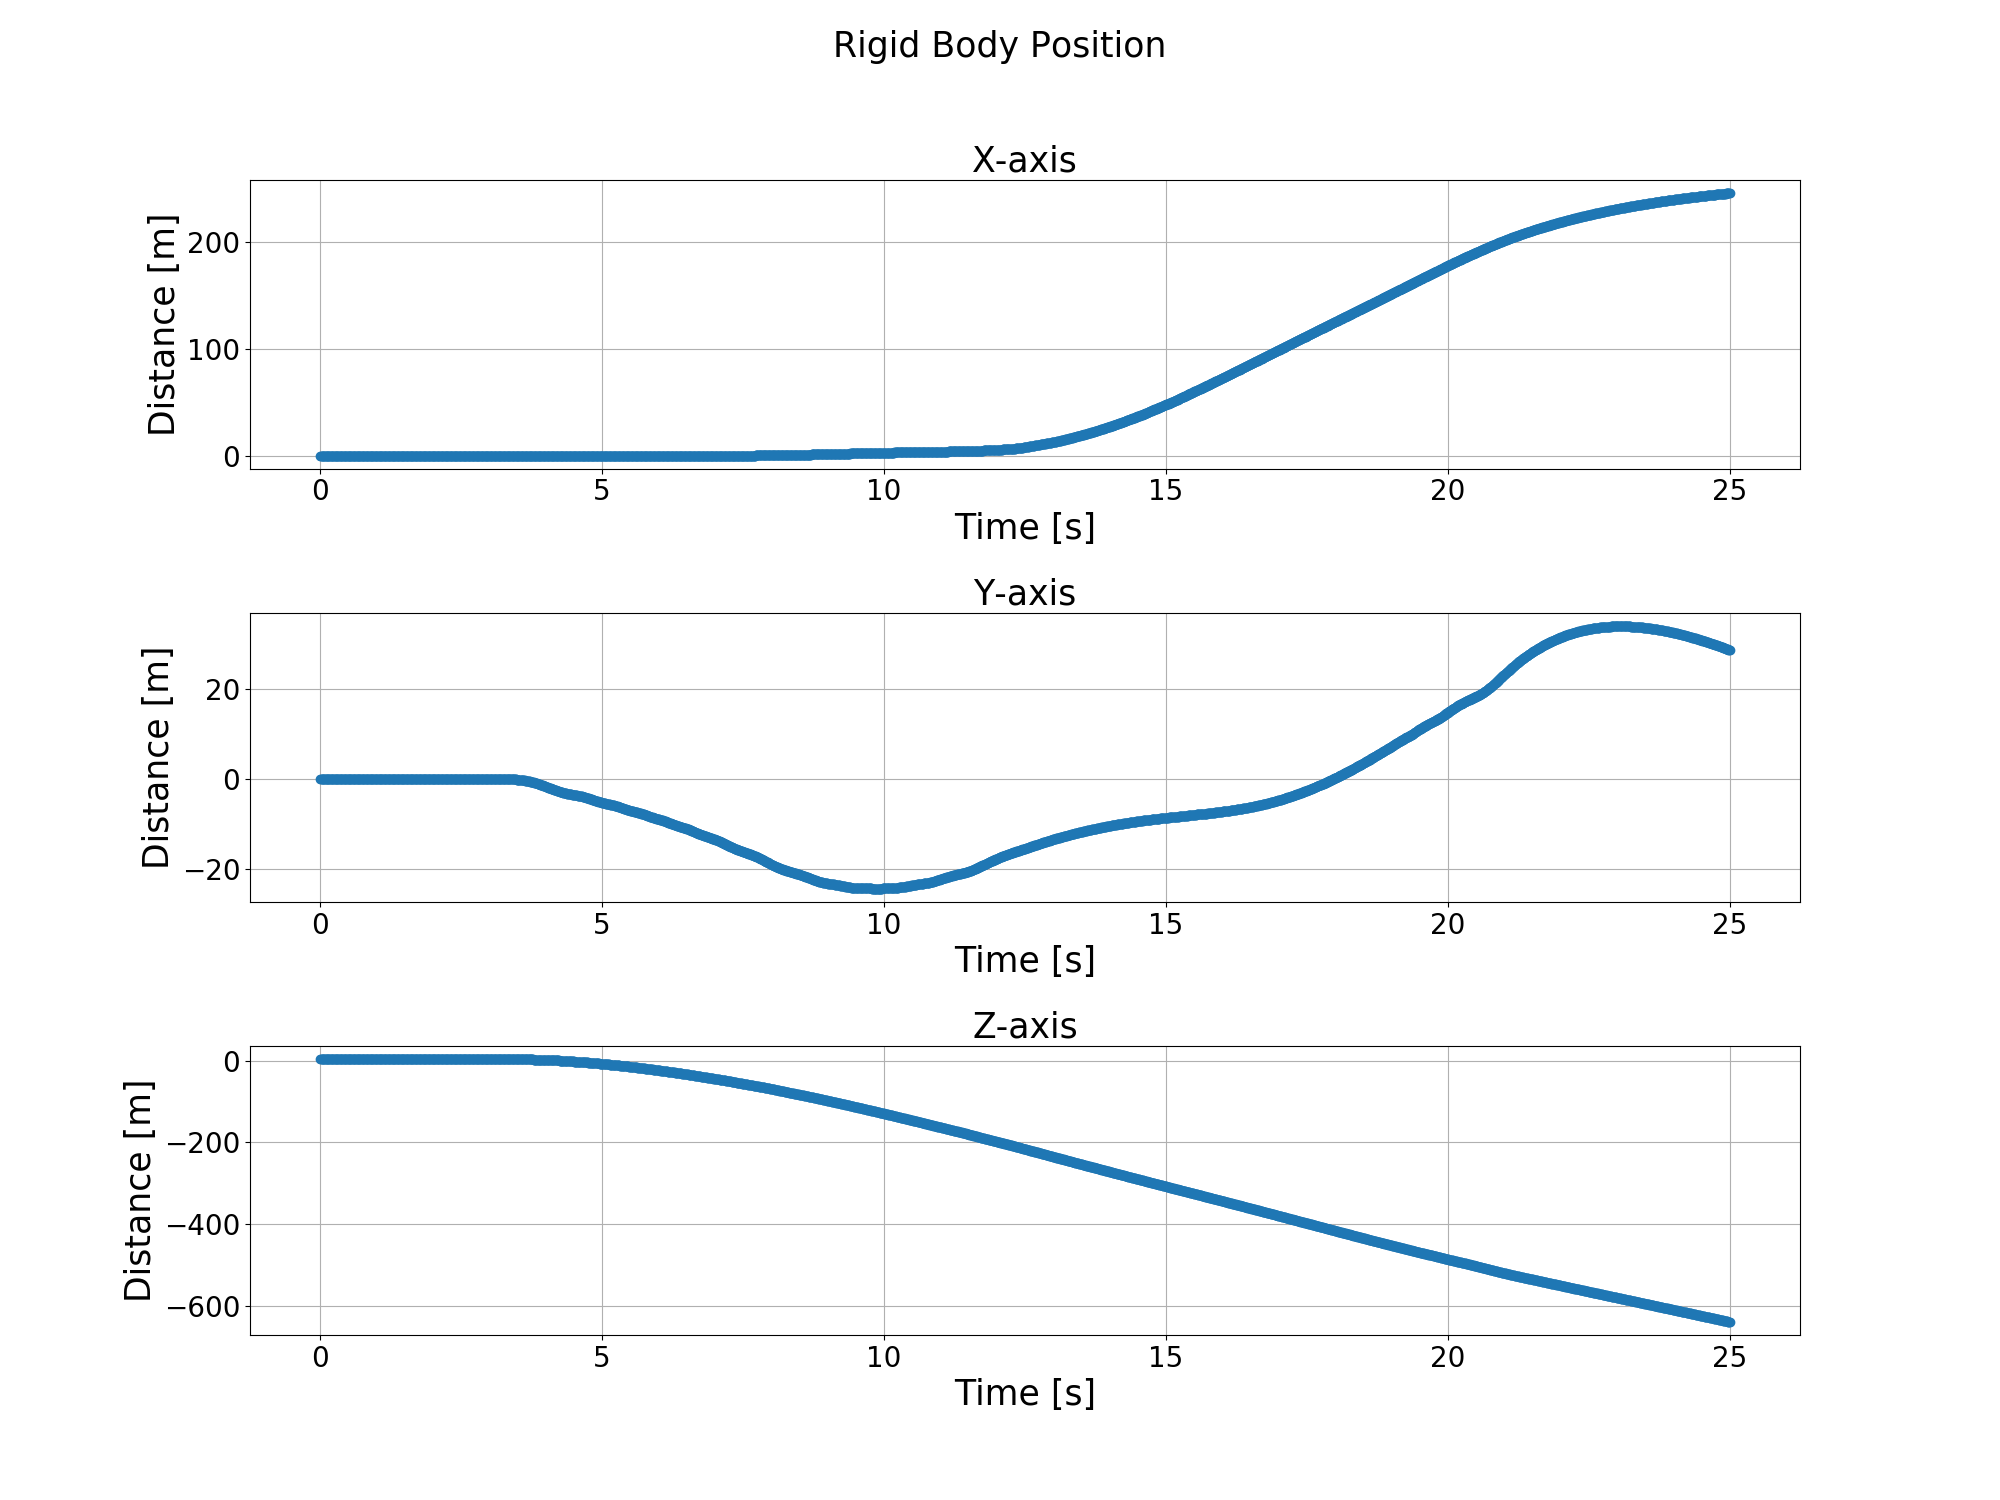 Rigid Body Position
X-axis
Distance [m]
200
100
0
0 5 10 15 20 25
Time [s]
Y-axis
Distance [m]
20
0
−20
0 5 10 15 20 25
Time [s]
Z-axis
Distance [m]
0
−200
−400
−600
0 5 10 15 20 25
Time [s]